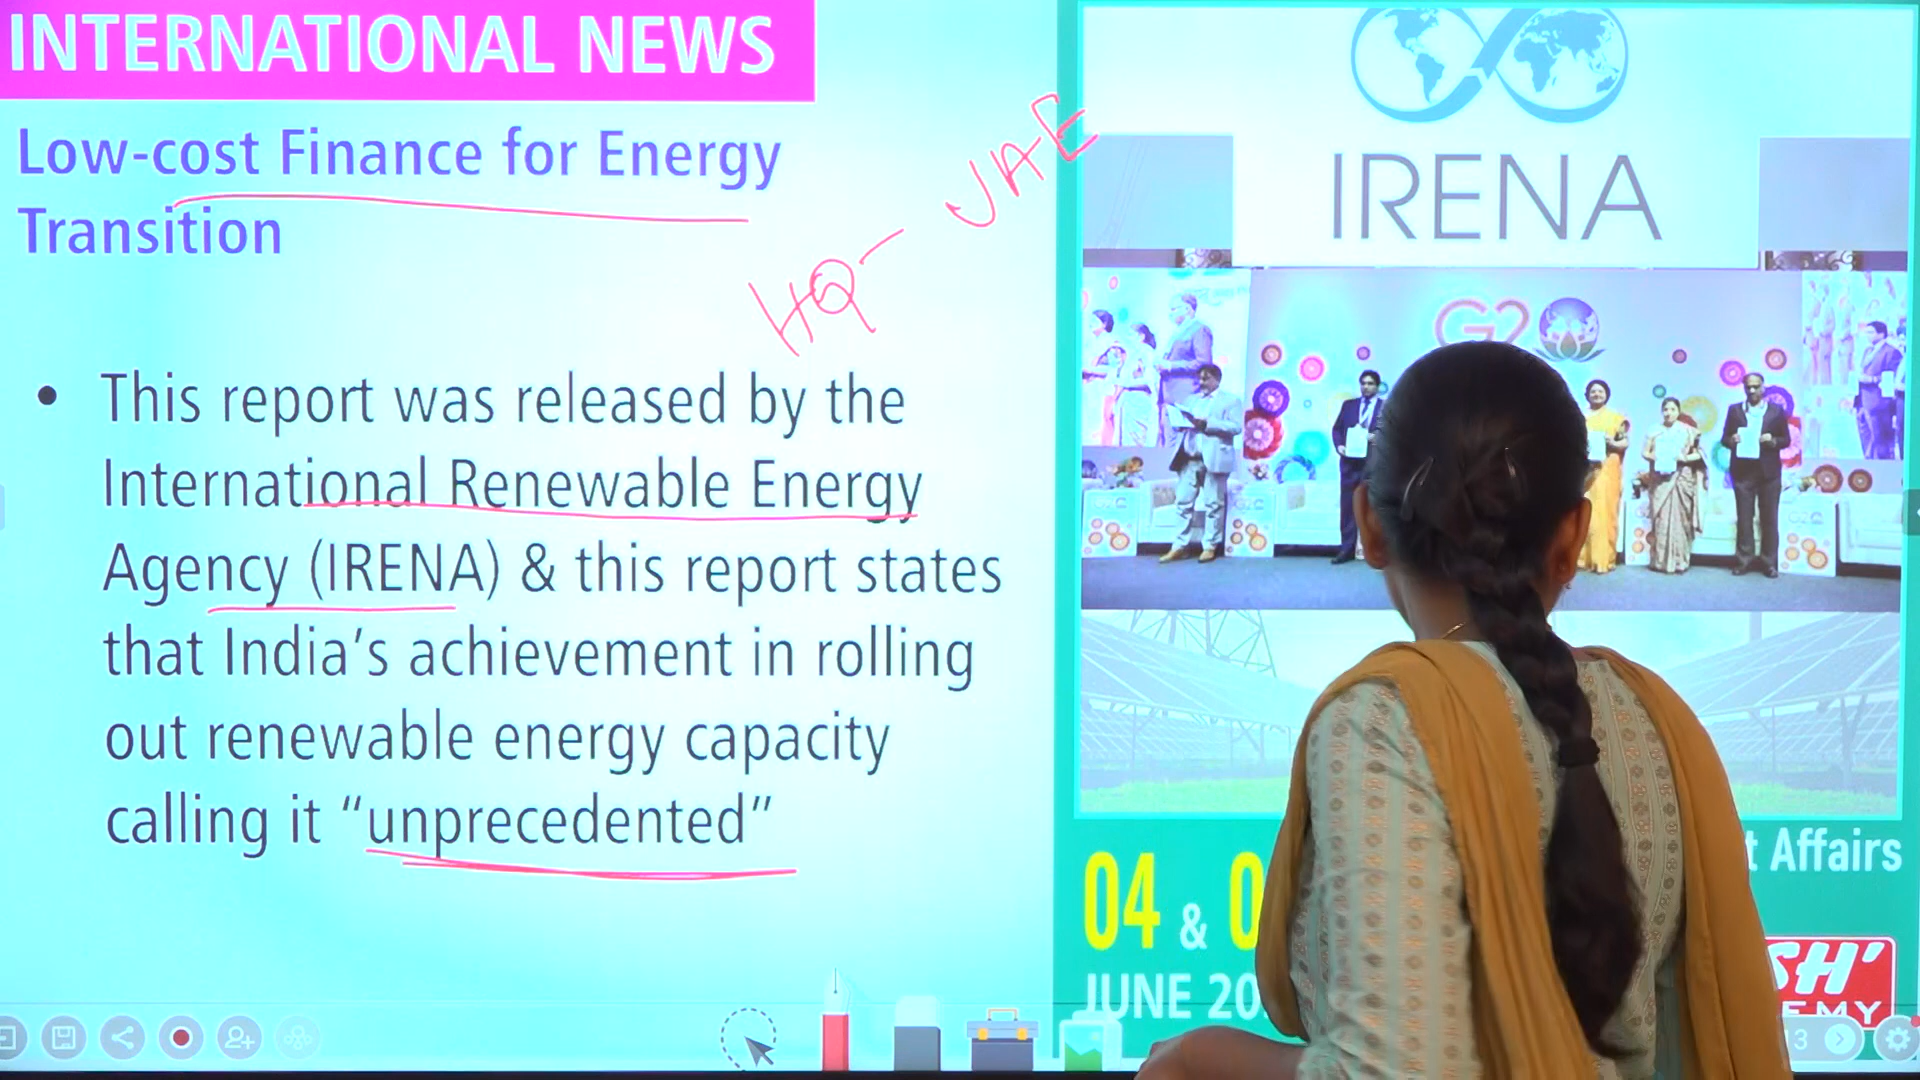 INTERNATIONAL NEWS
Low-cost Finance for Energy
Transition
HQ - UAE
• This report was released by the
International Renewable Energy
Agency (IRENA) & this report states
that India's achievement in rolling
out renewable energy capacity
calling it “unprecedented”
IRENA
G2
Affairs
04 &
JUNE 20